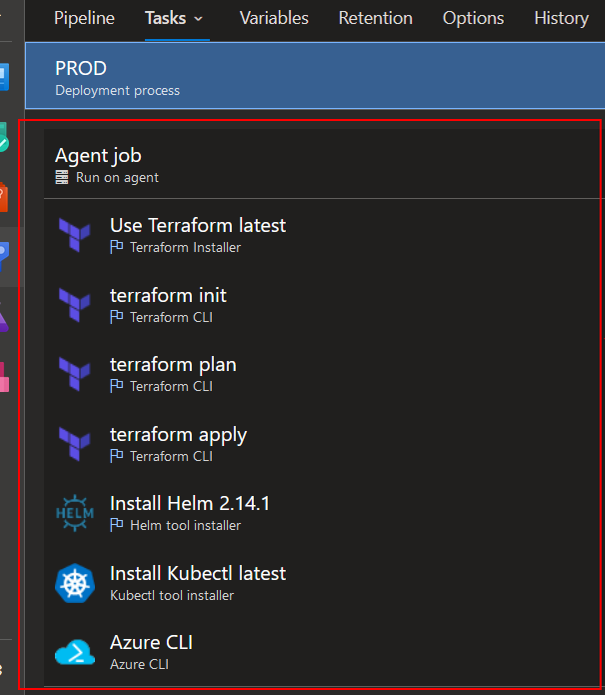 Pipeline Tasks Variables Retention Options History
PROD
Deployment process
Agent job
Run on agent
Use Terraform latest
Terraform Installer
terraform init
Terraform CLI
terraform plan
Terraform CLI
terraform apply
Terraform CLI
HELM
Install Helm 2.14.1
Helm tool installer
Install Kubectl latest
Kubectl tool installer
Azure CLI
Azure CLI